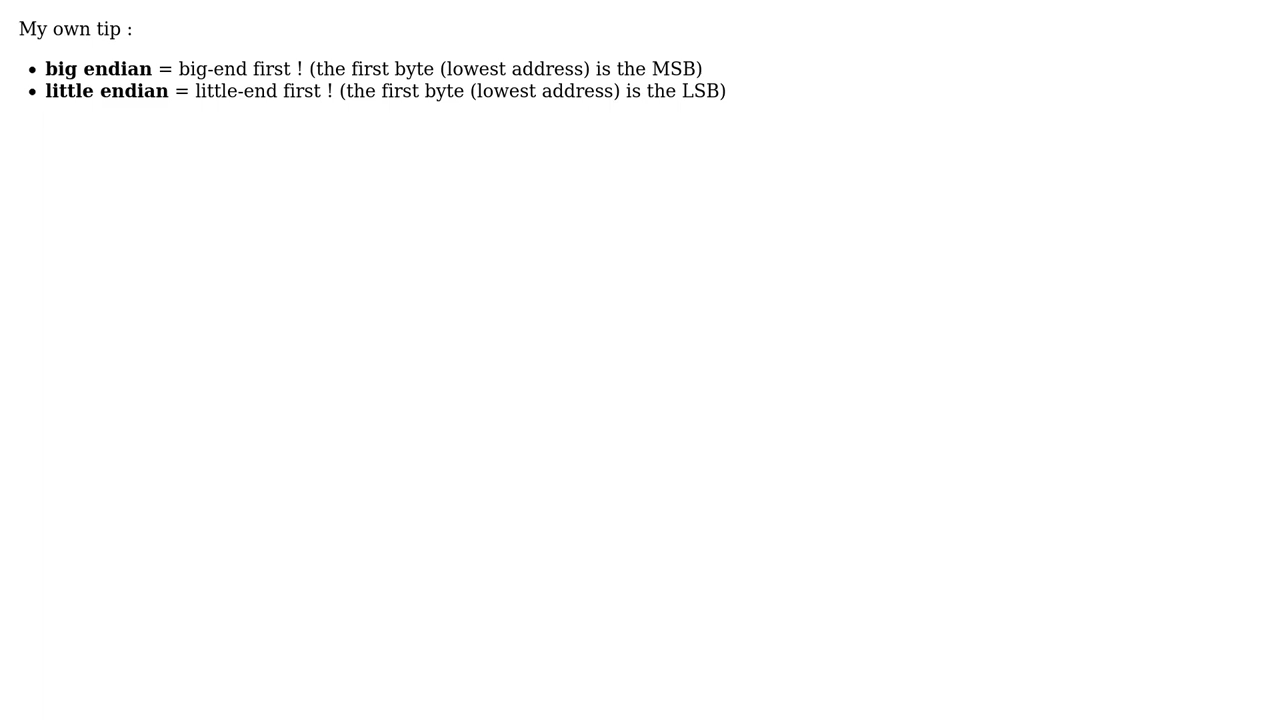 My own tip :
• big endian = big-end first ! (the first byte (lowest address) is the MSB)
• little endian = little-end first ! (the first byte (lowest address) is the LSB)